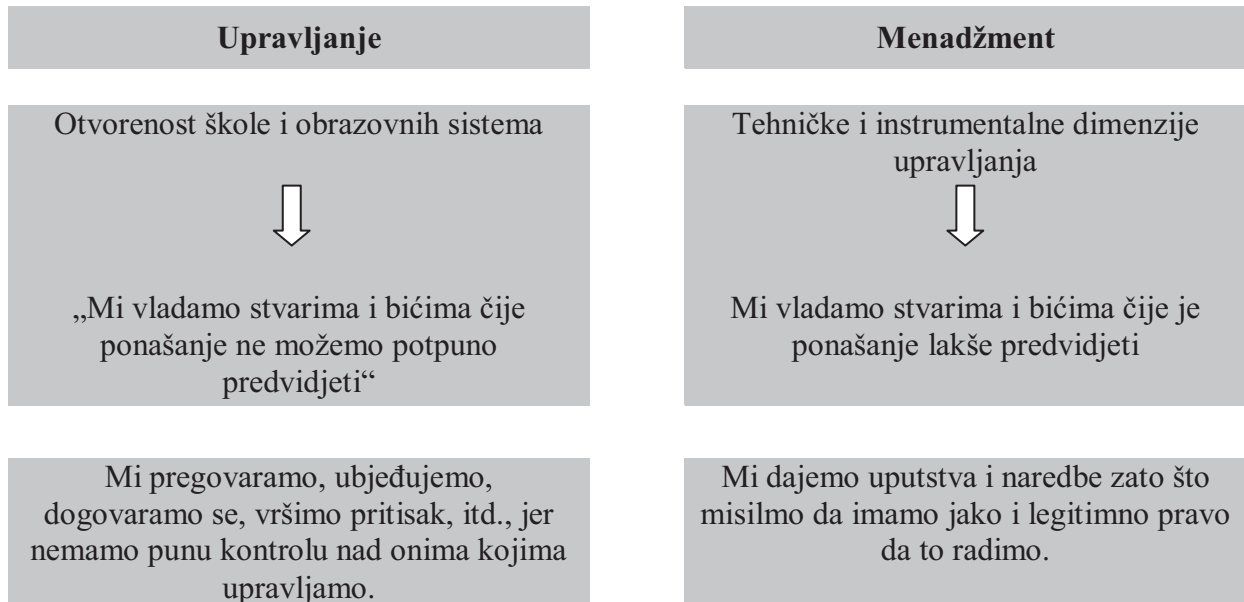 Upravljanje
Otvorenost škole i obrazovnih sistema
„Mi vladamo stvarima i bićima čije
ponašanje ne možemo potpuno
predvidjeti“
Mi pregovaramo, ubjeđujemo,
dogovaramo se, vršimo pritisak, itd., jer
nemamo punu kontrolu nad onima kojima
upravljamo.
Menadžment
Tehničke i instrumentalne dimenzije
upravljanja
Mi vladamo stvarima i bićima čije je
ponašanje lakše predvidjeti
Mi dajemo uputstva i naredbe zato što
misilmo da imamo jako i legitimno pravo
da to radimo.